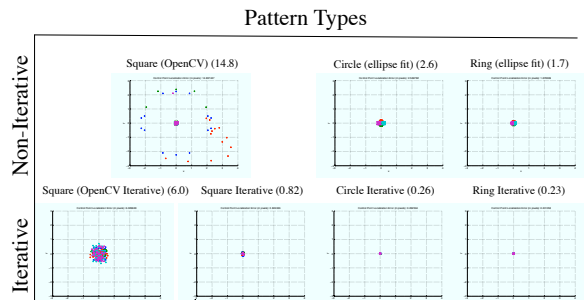 Pattern Types
Non-Iterative
Square (OpenCV) (14.8)
Circle (ellipse fit) (2.6)
Ring (ellipse fit) (1.7)
Iterative
Square (OpenCV Iterative) (6.0)
Square Iterative (0.82)
Circle Iterative (0.26)
Ring Iterative (0.23)